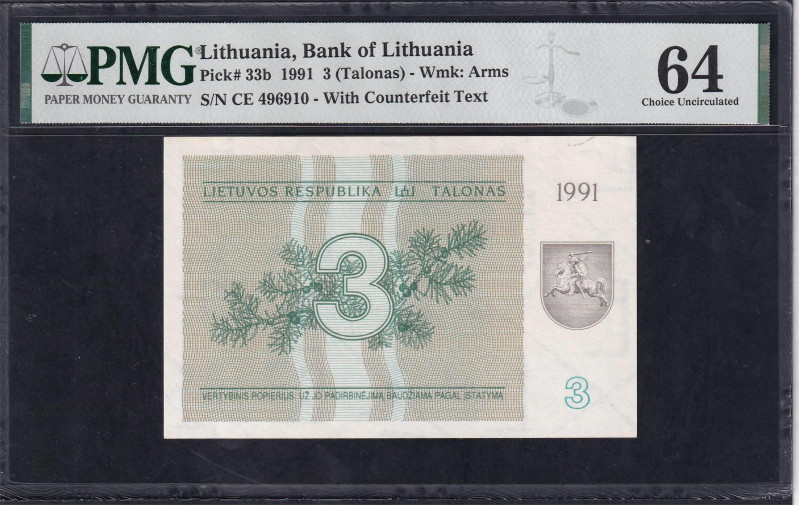 PMG
PAPER MONEY GUARANTY
Lithuania, Bank of Lithuania
Pick# 33b 1991 3 (Talonas) - Wmk: Arms
S/N CE 496910 - With Counterfeit Text
64
Choice Uncirculated
LIETUVOS RESPUBLIKA TALONAS
1991
3
3
VERTYBINIS POPIERIUS. UŽ JO PADIRBINĖJIMĄ BAUDŽIAMA PAGAL ĮSTATYMĄ